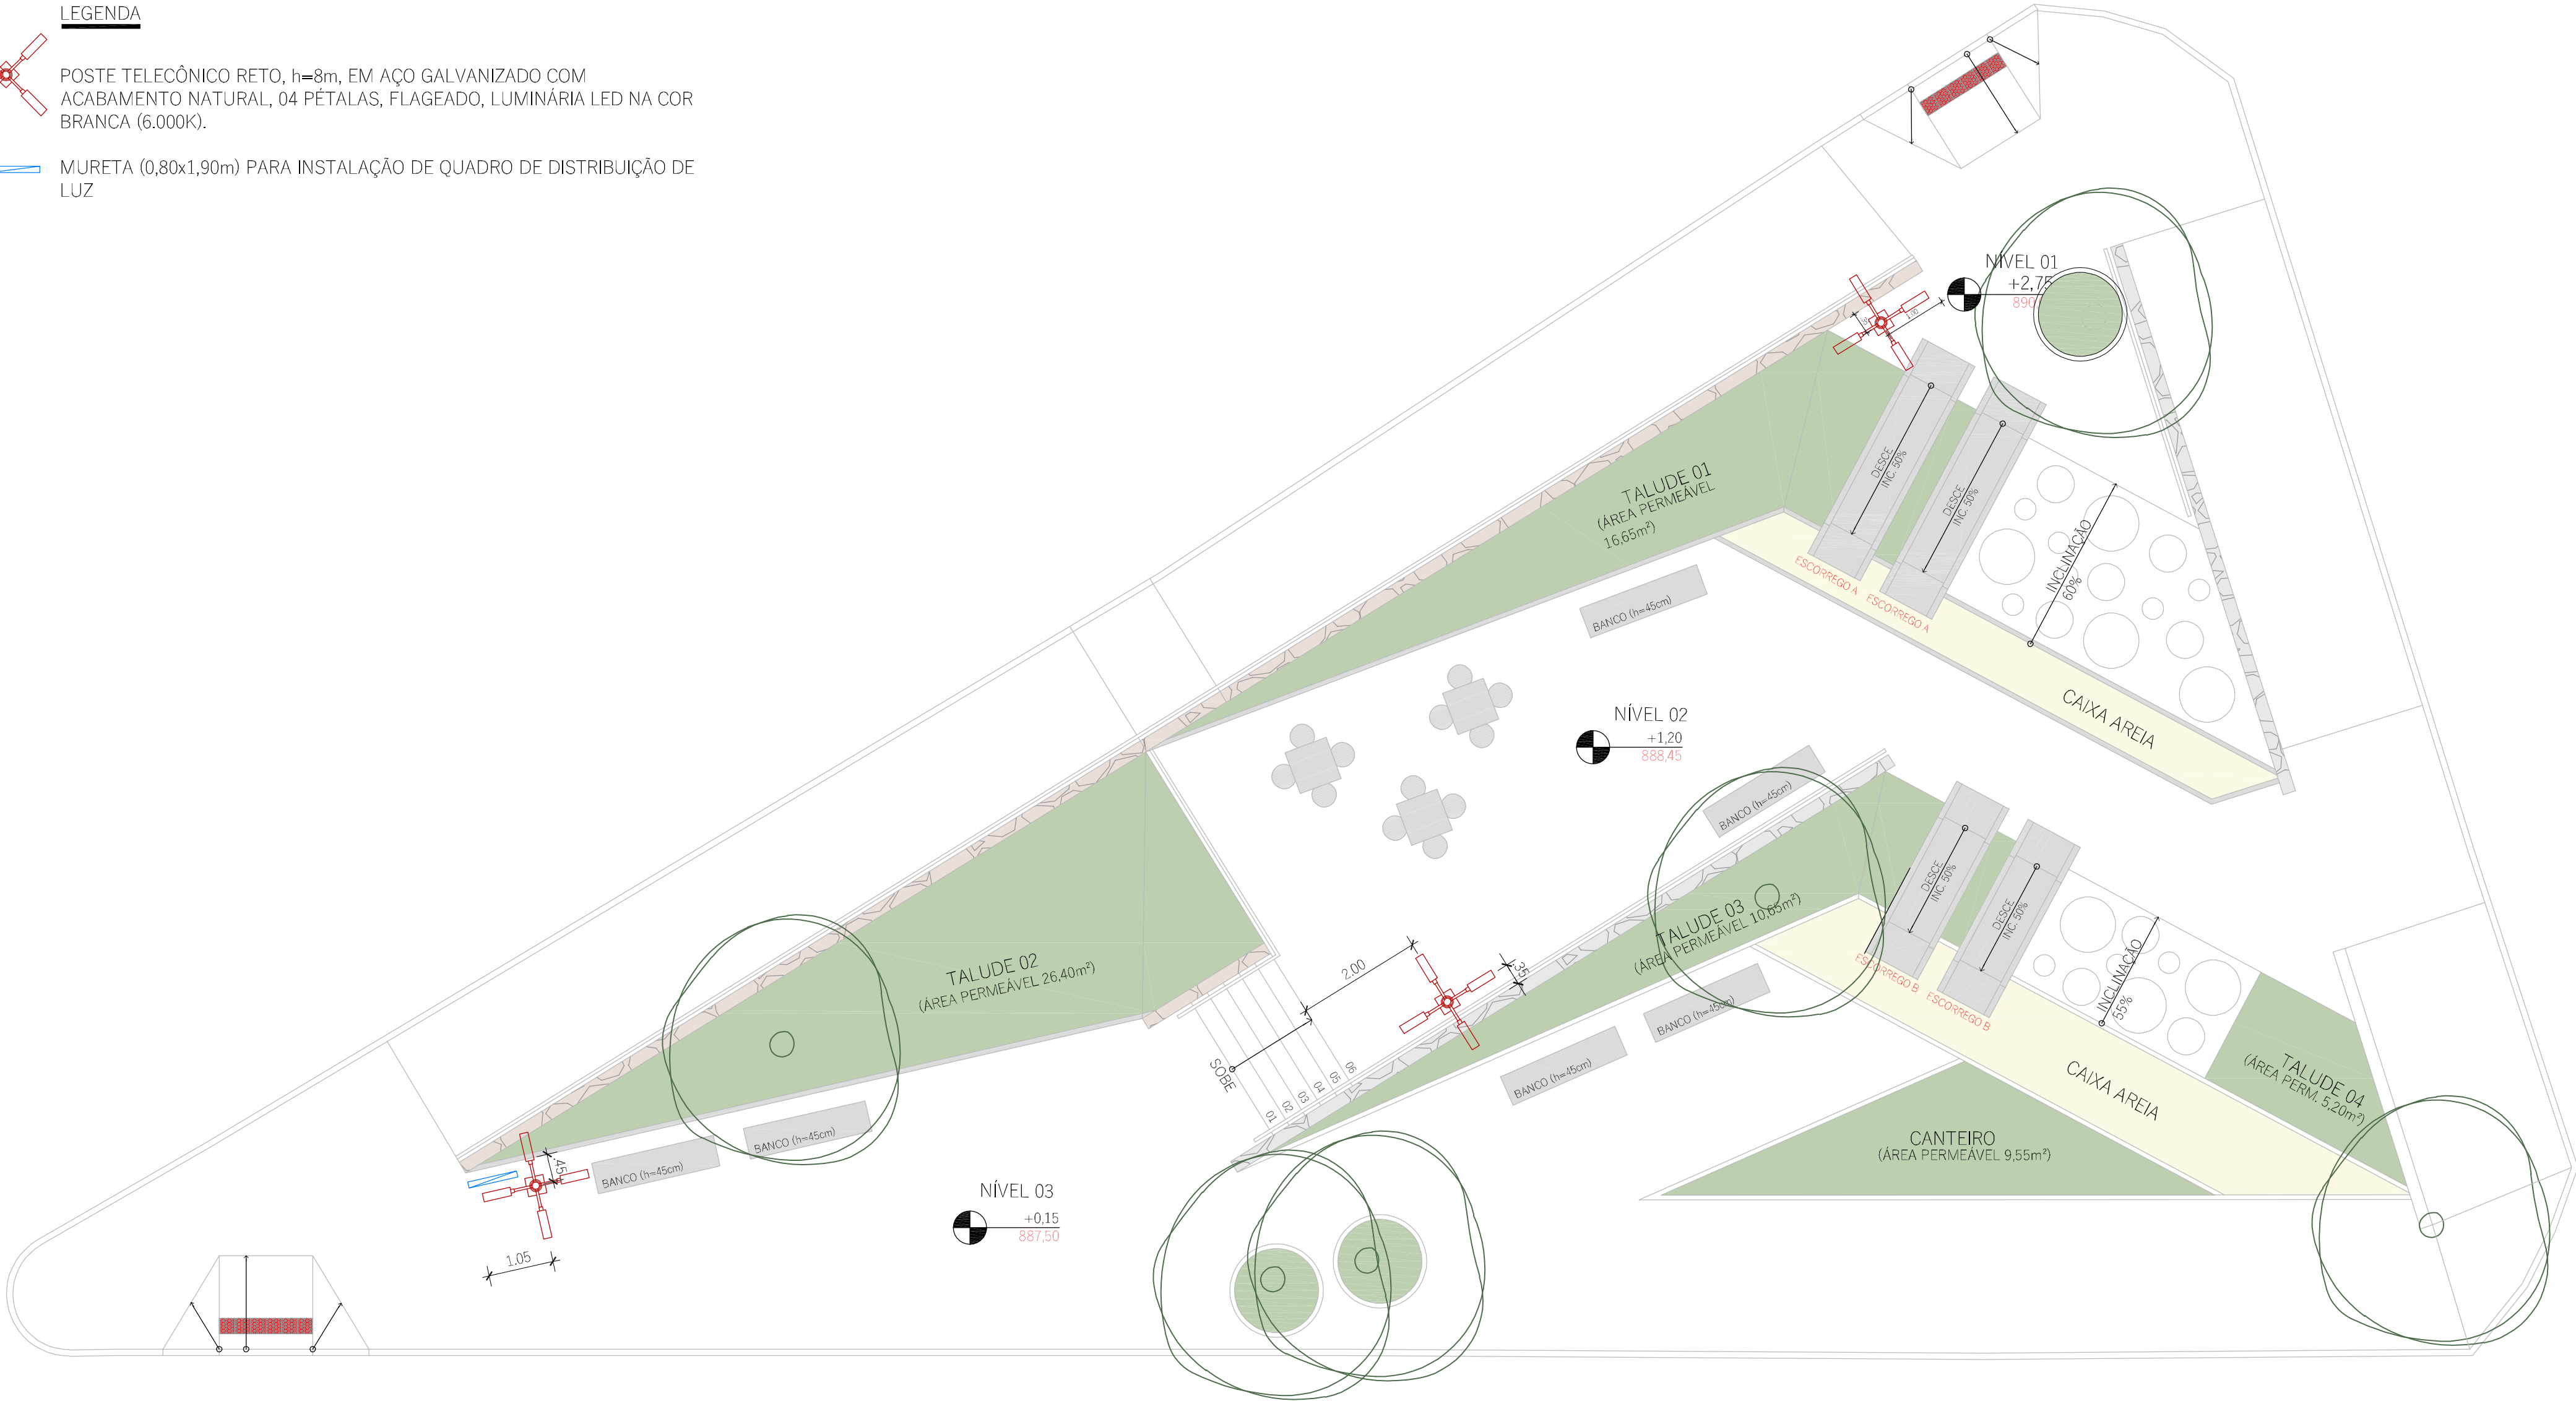 LEGENDA
POSTE TELECÔNICO RETO, h=8m, EM AÇO GALVANIZADO COM
ACABAMENTO NATURAL, 04 PÉTALAS, FLAGEADO, LUMINÁRIA LED NA COR
BRANCA (6.000K).
MURETA (0,80x1,90m) PARA INSTALAÇÃO DE QUADRO DE DISTRIBUIÇÃO DE
LUZ
NÍVEL 01
+2,75
890
1.00
DESCE
INC. 50%
DESCE
INC. 50%
TALUDE 01
(ÁREA PERMEÁVEL
16,65m²)
INCLINAÇÃO
60%
ESCORREGO A
ESCORREGO A
BANCO (h=45cm)
CAIXA AREIA
NÍVEL 02
+1,20
888,45
BANCO (h=45cm)
DESCE
INC. 50%
DESCE
INC. 50%
TALUDE 03
(ÁREA PERMEÁVEL 10,65m²)
TALUDE 02
(ÁREA PERMEÁVEL 26,40m²)
2.00
.35
ESCORREGO B
ESCORREGO B
INCLINAÇÃO
55%
BANCO (h=45cm)
BANCO (h=45cm)
SOBE
01
02
03
04
05
06
CAIXA AREIA
TALUDE 04
(ÁREA PERM. 5,20m²)
CANTEIRO
(ÁREA PERMEÁVEL 9,55m²)
BANCO (h=45cm)
BANCO (h=45cm)
.45
NÍVEL 03
+0,15
887,50
1.05